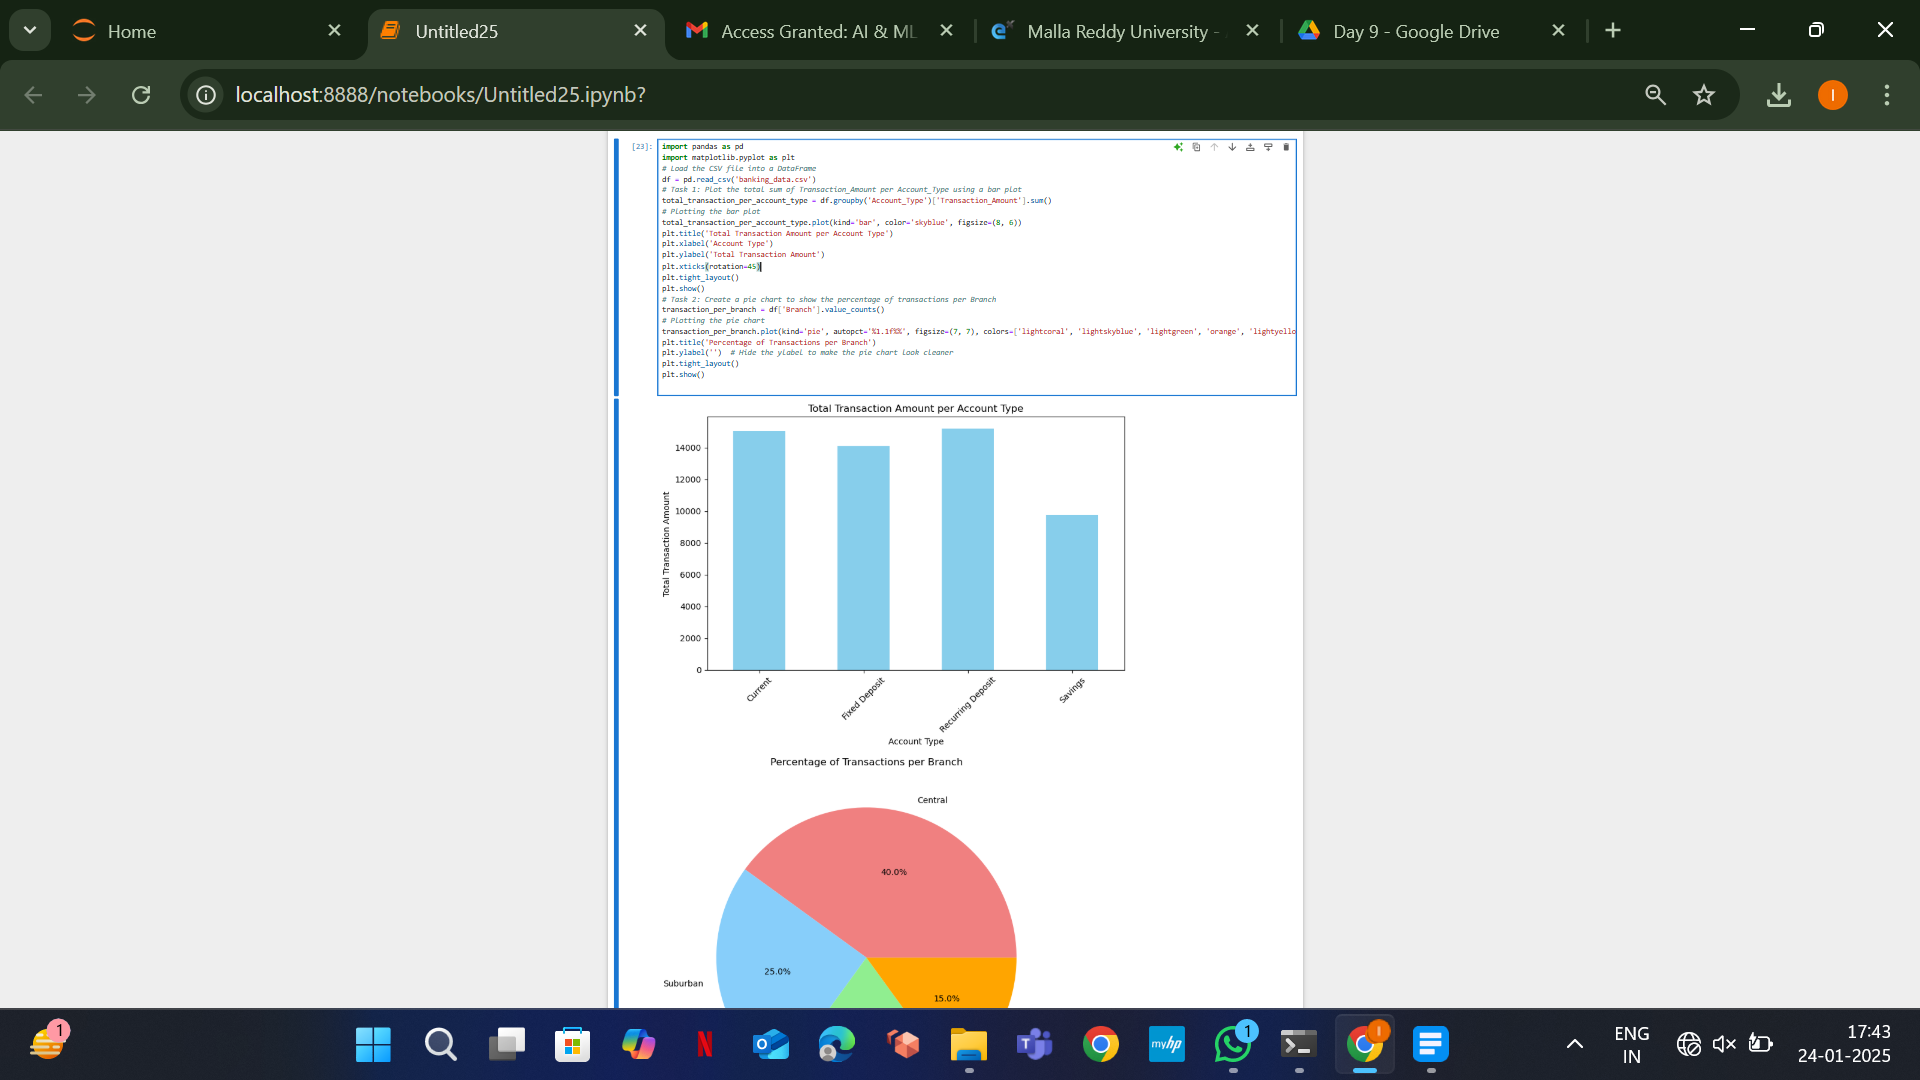 Home
Untitled25
Access Granted: AI & ML
Malla Reddy University -
Day 9 - Google Drive
localhost:8888/notebooks/Untitled25.ipynb?
[23]:
import pandas as pd
import matplotlib.pyplot as plt
# Load the CSV file into a DataFrame
df = pd.read_csv('banking_data.csv')
# Task 1: Plot the total sum of Transaction_Amount per Account_Type using a bar plot
total_transaction_per_account_type = df.groupby('Account_Type')['Transaction_Amount'].sum()
# Plotting the bar plot
total_transaction_per_account_type.plot(kind='bar', color='skyblue', figsize=(8, 6))
plt.title('Total Transaction Amount per Account Type')
plt.xlabel('Account Type')
plt.ylabel('Total Transaction Amount')
plt.xticks(rotation=45)
plt.tight_layout()
plt.show()
# Task 2: Create a pie chart to show the percentage of transactions per Branch
transaction_per_branch = df['Branch'].value_counts()
# Plotting the pie chart
transaction_per_branch.plot(kind='pie', autopct='%1.1f%%', figsize=(7, 7), colors=['lightcoral', 'lightskyblue', 'lightgreen', 'orange', 'lightyello
plt.title('Percentage of Transactions per Branch')
plt.ylabel('')  # Hide the ylabel to make the pie chart look cleaner
plt.tight_layout()
plt.show()
Total Transaction Amount per Account Type
14000
12000
10000
8000
6000
4000
2000
0
Total Transaction Amount
Current
Fixed Deposit
Recurring Deposit
Savings
Account Type
Percentage of Transactions per Branch
Central
40.0%
25.0%
Suburban
15.0%
1
N
myhp
1
ENG
IN
17:43
24-01-2025